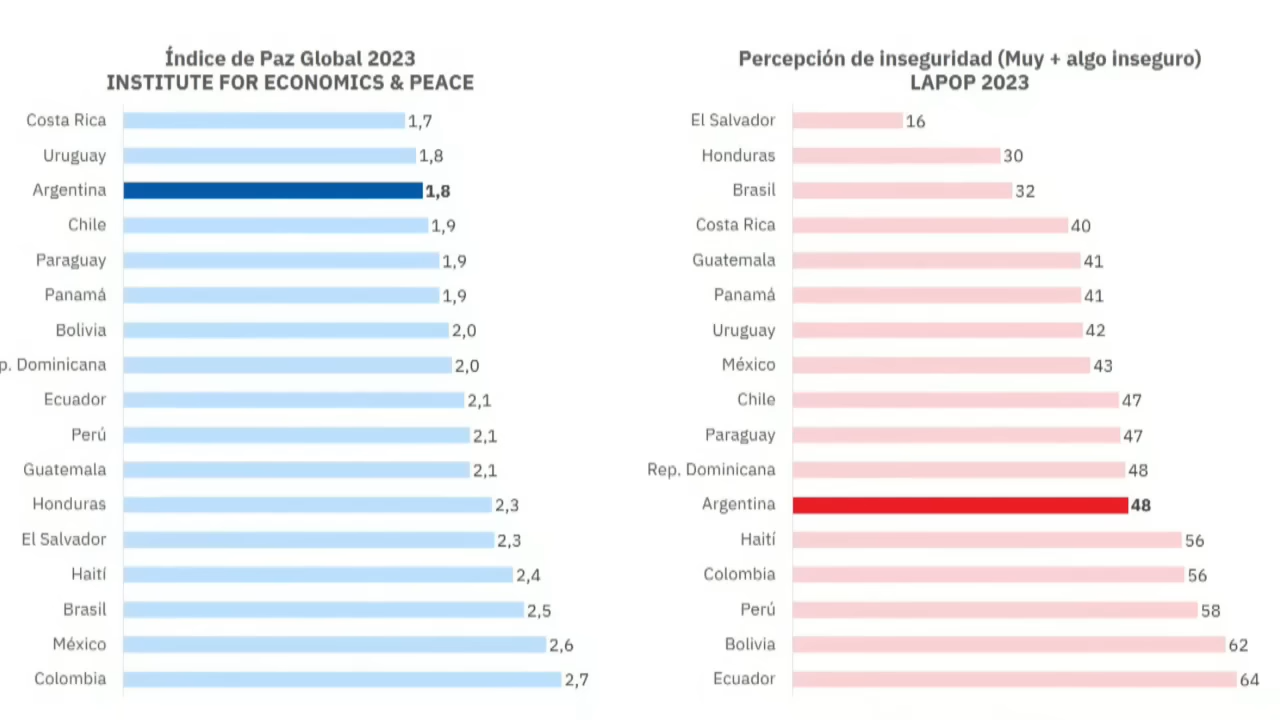 Índice de Paz Global 2023
INSTITUTE FOR ECONOMICS & PEACE
Costa Rica 1,7
Uruguay 1,8
Argentina 1,8
Chile 1,9
Paraguay 1,9
Panamá 1,9
Bolivia 2,0
p. Dominicana 2,0
Ecuador 2,1
Perú 2,1
Guatemala 2,1
Honduras 2,3
El Salvador 2,3
Haití 2,4
Brasil 2,5
México 2,6
Colombia 2,7
Percepción de inseguridad (Muy + algo inseguro)
LAPOP 2023
El Salvador 16
Honduras 30
Brasil 32
Costa Rica 40
Guatemala 41
Panamá 41
Uruguay 42
México 43
Chile 47
Paraguay 47
Rep. Dominicana 48
Argentina 48
Haití 56
Colombia 56
Perú 58
Bolivia 62
Ecuador 64